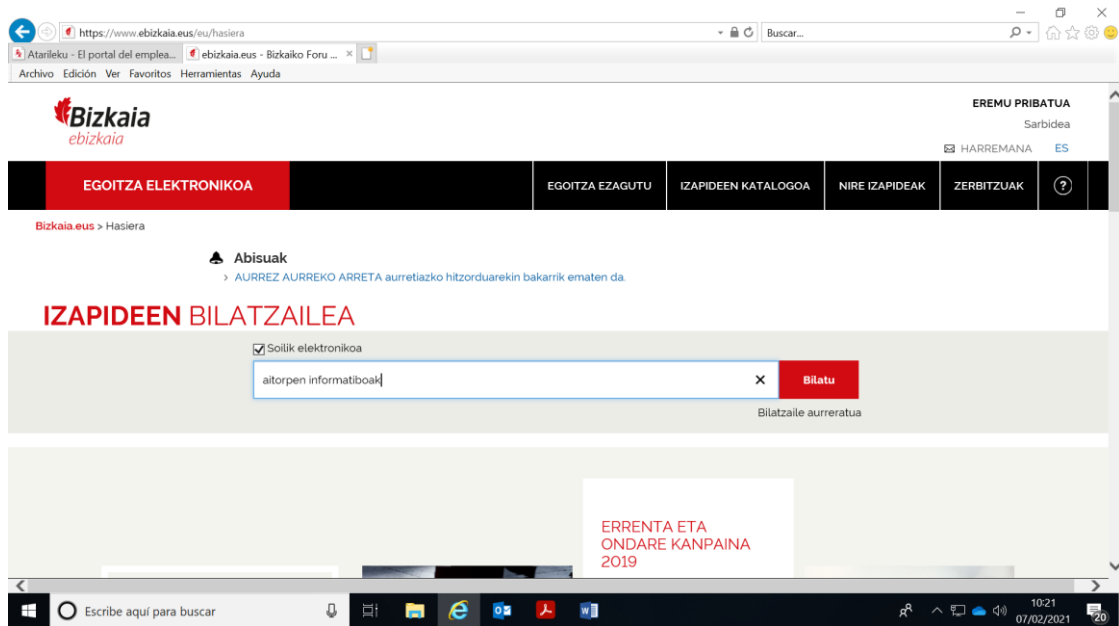 https://www.ebizkaia.eus/eu/hasiera
Buscar...
Atarileku - El portal del emplea...
ebizkaia.eus - Bizkaiko Foru ...
Archivo Edición Ver Favoritos Herramientas Ayuda
Bizkaia
ebizkaia
EREMU PRIBATUA
Sarbidea
HARREMANA ES
EGOITZA ELEKTRONIKOA
EGOITZA EZAGUTU IZAPIDEEN KATALOGOA NIRE IZAPIDEAK ZERBITZUAK ?
Bizkaia.eus > Hasiera
Abisuak
> AURREZ AURREKO ARRETA aurretiazko hitzorduarekin bakarrik ematen da.
IZAPIDEEN BILATZAILEA
Soilik elektronikoa
aitorpen informatiboak
Bilatu
Bilatzaile aurreratua
ERRENTA ETA
ONDARE KANPAINA
2019
Escribe aquí para buscar
10:21
07/02/2021
20